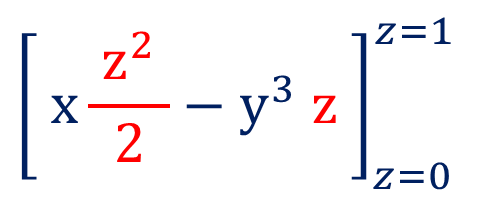 [ x z²/2 − y³ z ]_{z=0}^{z=1}